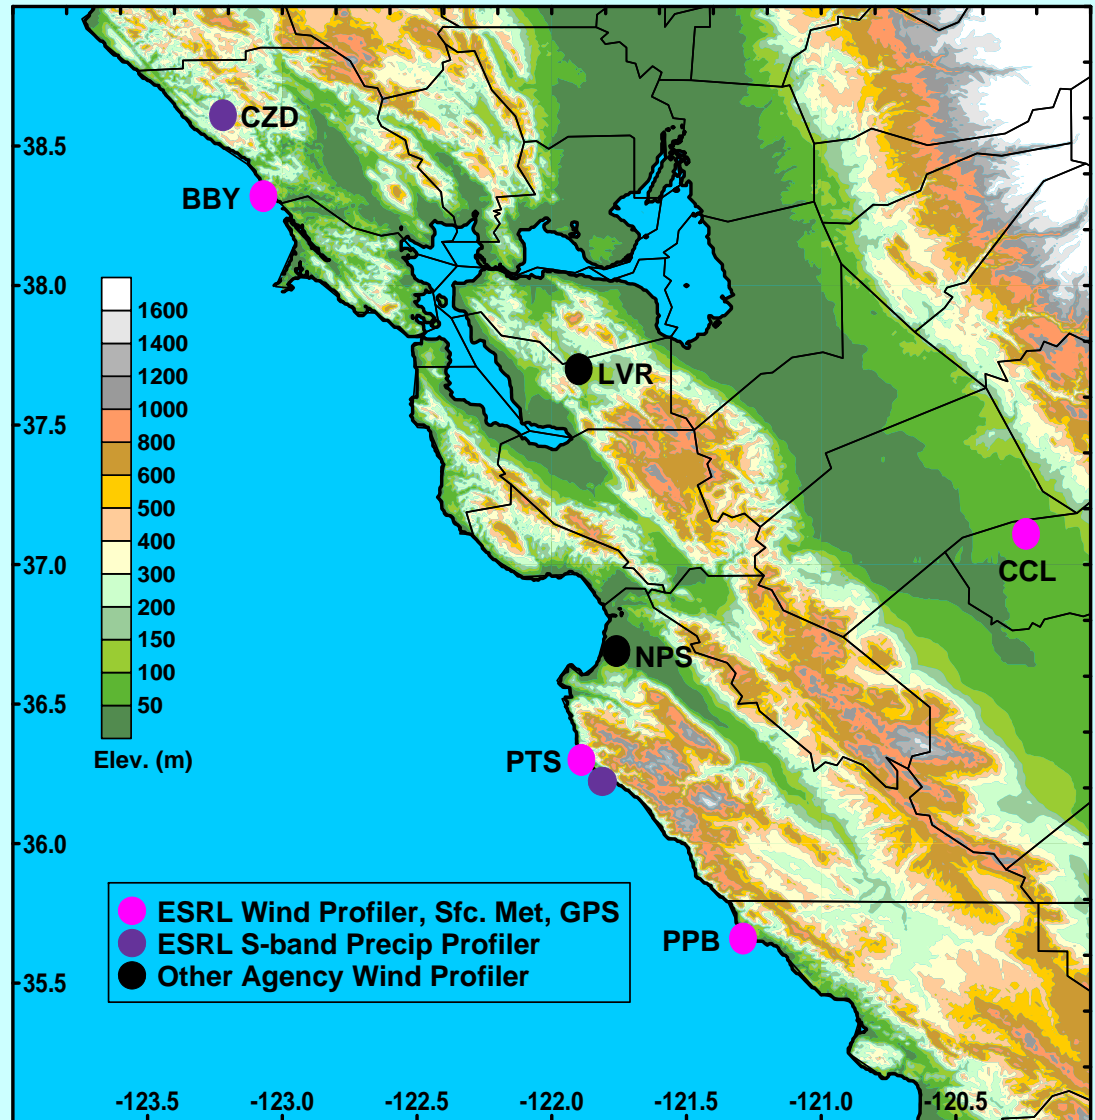 CZD
38.5
BBY
38.0
1600
1400
1200
1000
800
600
500
400
300
200
150
100
50
Elev. (m)
LVR
37.5
CCL
37.0
NPS
36.5
PTS
36.0
ESRL Wind Profiler, Sfc. Met, GPS
ESRL S-band Precip Profiler
Other Agency Wind Profiler
PPB
35.5
-123.5 -123.0 -122.5 -122.0 -121.5 -121.0 -120.5